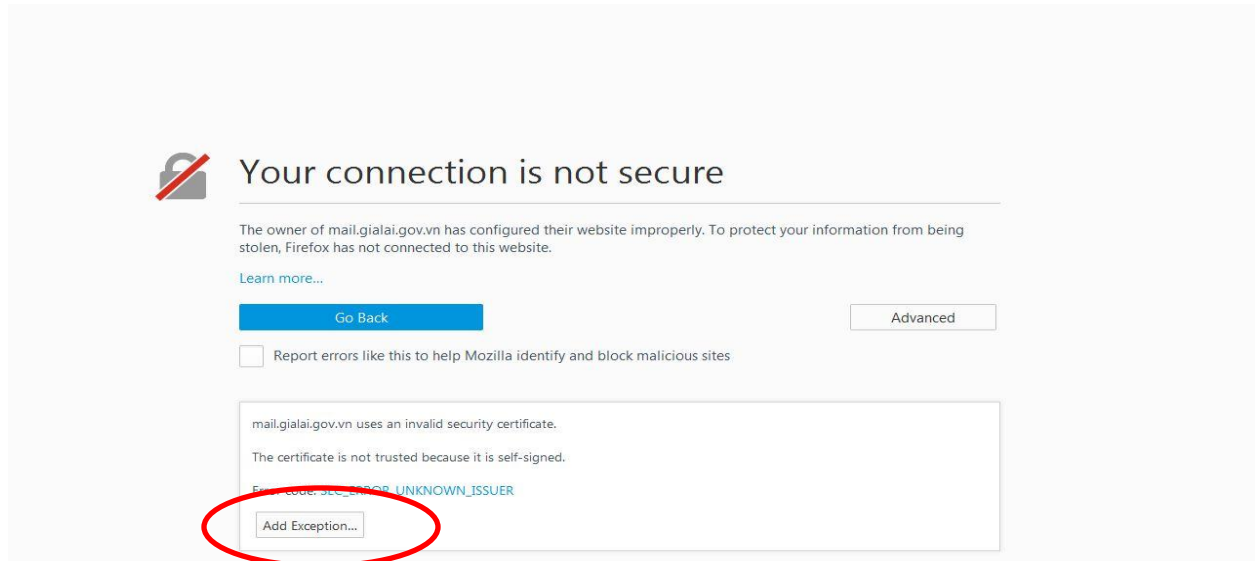 Your connection is not secure
The owner of mail.gialai.gov.vn has configured their website improperly. To protect your information from being
stolen, Firefox has not connected to this website.
Learn more...
Go Back
Advanced
Report errors like this to help Mozilla identify and block malicious sites
mail.gialai.gov.vn uses an invalid security certificate.
The certificate is not trusted because it is self-signed.
Error code: SEC_ERROR_UNKNOWN_ISSUER
Add Exception...